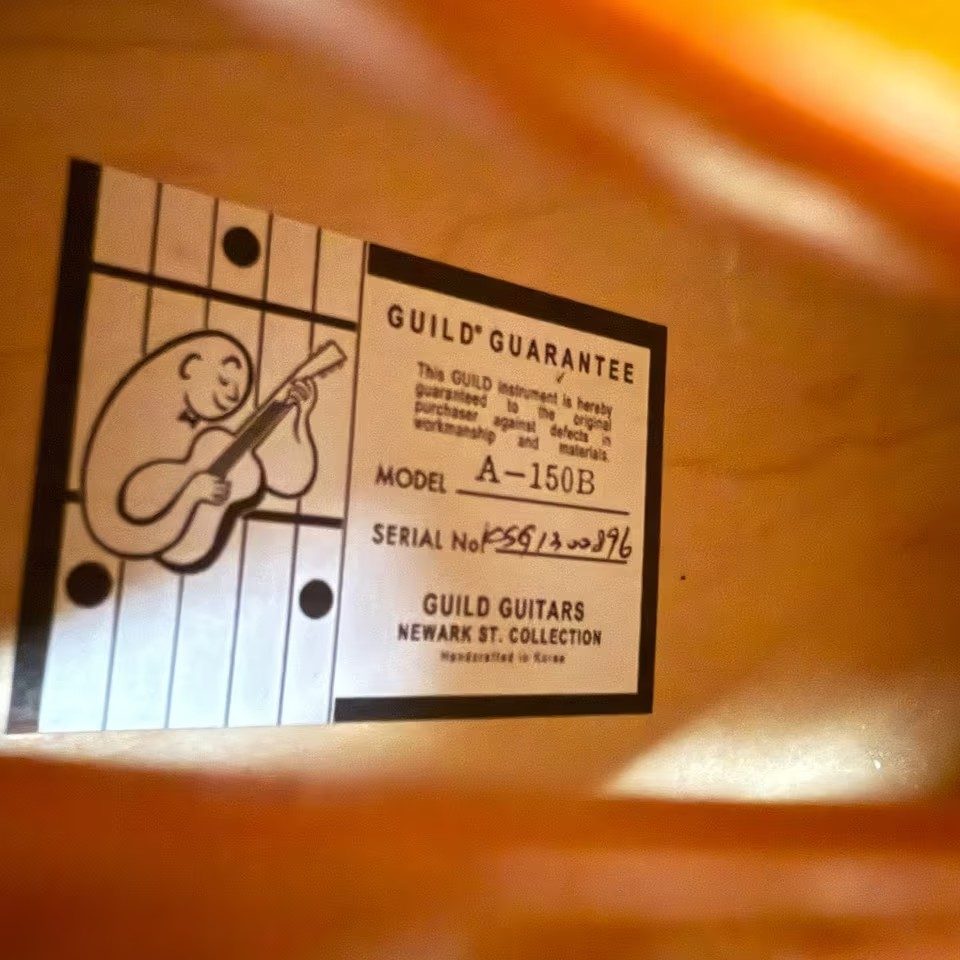 GUILD® GUARANTEE
This GUILD instrument is hereby
guaranteed to the original
purchaser against defects in
workmanship and materials.
MODEL A-150B
SERIAL No. KSG1300896
GUILD GUITARS
NEWARK ST. COLLECTION
Handcrafted in Korea